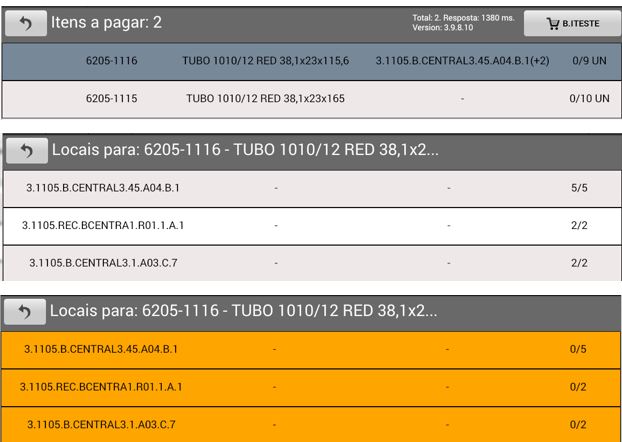 Itens a pagar: 2
Total: 2. Resposta: 1380 ms.
Version: 3.9.8.10
B.ITESTE
6205-1116 TUBO 1010/12 RED 38,1x23x115,6 3.1105.B.CENTRAL3.45.A04.B.1(+2) 0/9 UN
6205-1115 TUBO 1010/12 RED 38,1x23x165 - 0/10 UN
Locais para: 6205-1116 - TUBO 1010/12 RED 38,1x2...
3.1105.B.CENTRAL3.45.A04.B.1 - - 5/5
3.1105.REC.BCENTRA1.R01.1.A.1 - - 2/2
3.1105.B.CENTRAL3.1.A03.C.7 - - 2/2
Locais para: 6205-1116 - TUBO 1010/12 RED 38,1x2...
3.1105.B.CENTRAL3.45.A04.B.1 - - 0/5
3.1105.REC.BCENTRA1.R01.1.A.1 - - 0/2
3.1105.B.CENTRAL3.1.A03.C.7 - - 0/2